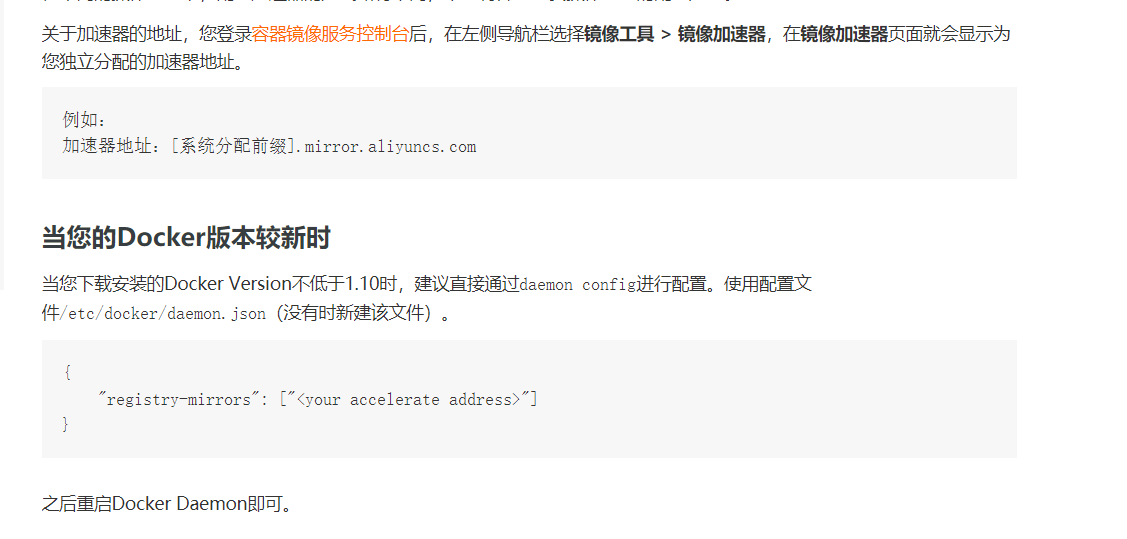 关于加速器的地址，您登录容器镜像服务控制台后，在左侧导航栏选择镜像工具 > 镜像加速器，在镜像加速器页面就会显示为
您独立分配的加速器地址。
例如：
加速器地址：[系统分配前缀].mirror.aliyuncs.com
当您的Docker版本较新时
当您下载安装的Docker Version不低于1.10时，建议直接通过daemon config进行配置。使用配置文
件/etc/docker/daemon.json（没有时新建该文件）。
{
    "registry-mirrors": ["<your accelerate address>"]
}
之后重启Docker Daemon即可。